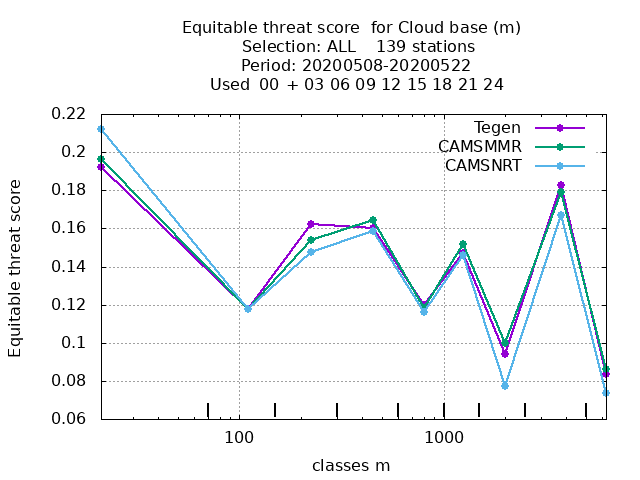 Equitable threat score  for Cloud base (m)
Selection: ALL    139 stations
Period: 20200508-20200522
Used  00 + 03 06 09 12 15 18 21 24
0.22
0.2
0.18
0.16
0.14
0.12
0.1
0.08
0.06
Equitable threat score
Tegen
CAMSMMR
CAMSNRT
100
1000
classes m